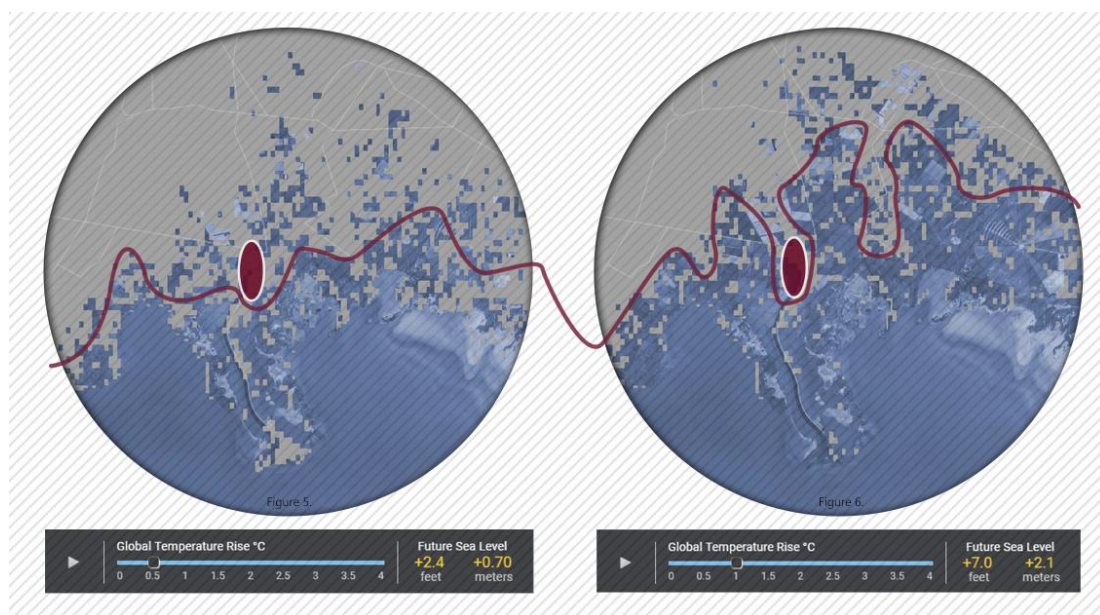 Figure 5.
Figure 6.
Global Temperature Rise °C
0 0.5 1 1.5 2 2.5 3 3.5 4
Future Sea Level
+2.4 +0.70
feet meters
Global Temperature Rise °C
0 0.5 1 1.5 2 2.5 3 3.5 4
Future Sea Level
+7.0 +2.1
feet meters